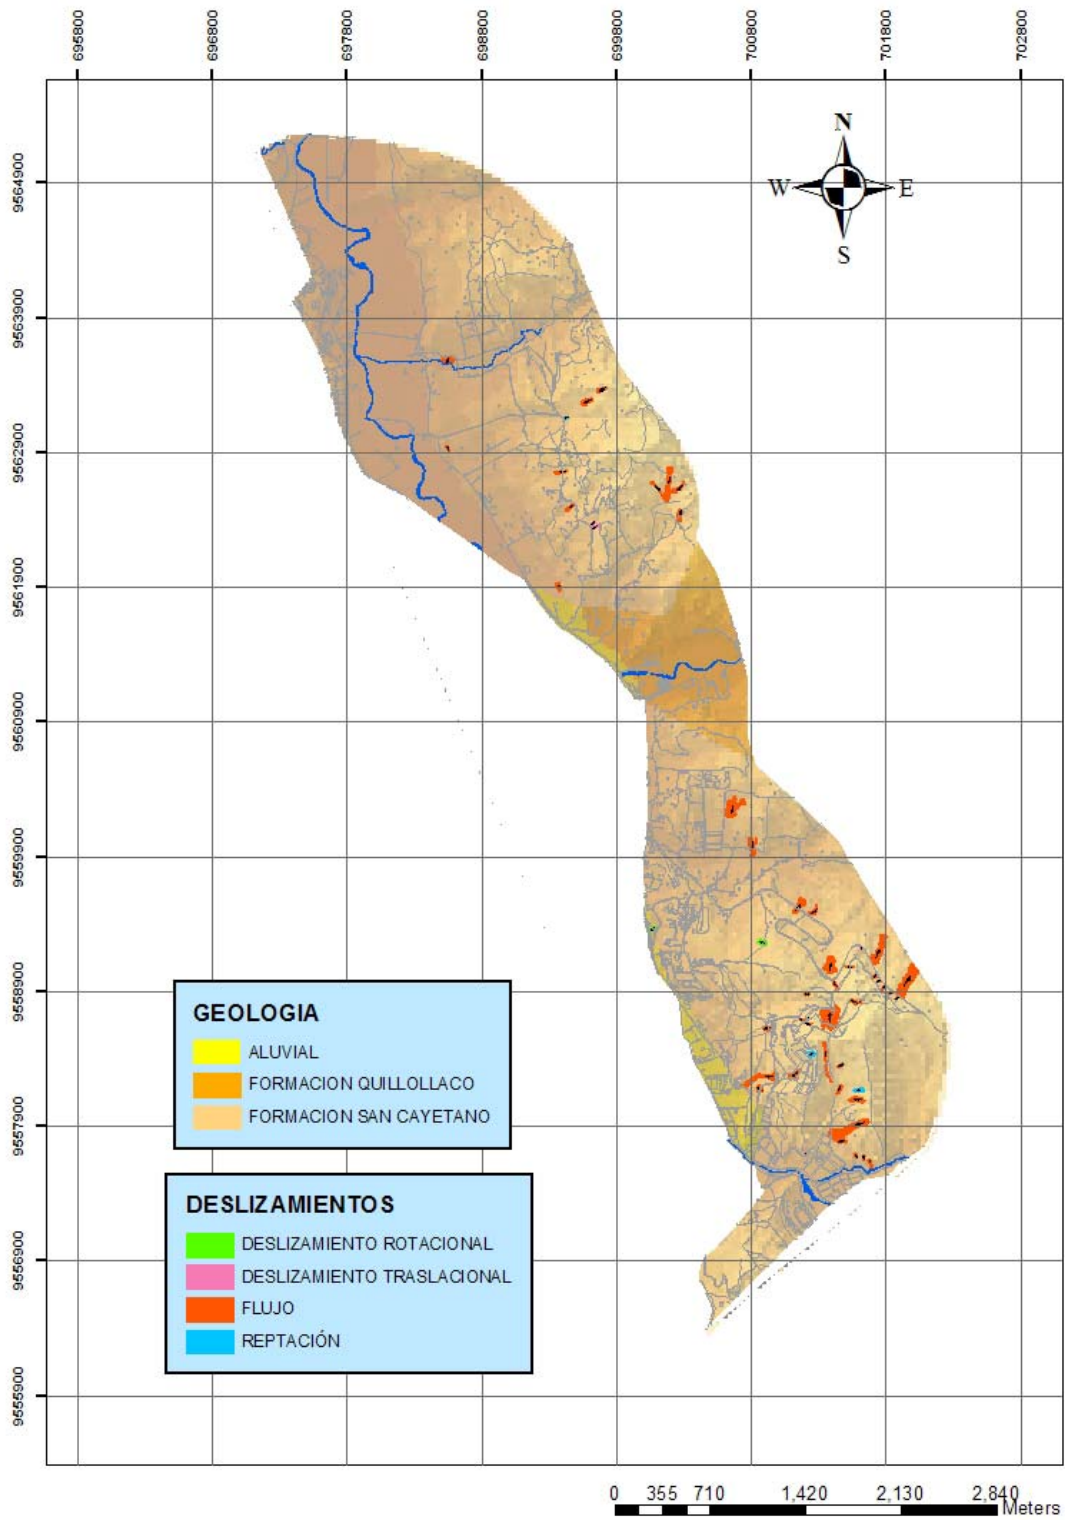 695800
696800
697800
698800
699800
700800
701800
702800
N
W E
S
9564900
9563900
9562900
9561900
9560900
9559900
9558900
9557900
9556900
9555900
GEOLOGIA
ALUVIAL
FORMACION QUILLOLLACO
FORMACION SAN CAYETANO
DESLIZAMIENTOS
DESLIZAMIENTO ROTACIONAL
DESLIZAMIENTO TRASLACIONAL
FLUJO
REPTACIÓN
0 355 710 1,420 2,130 2,840
Meters